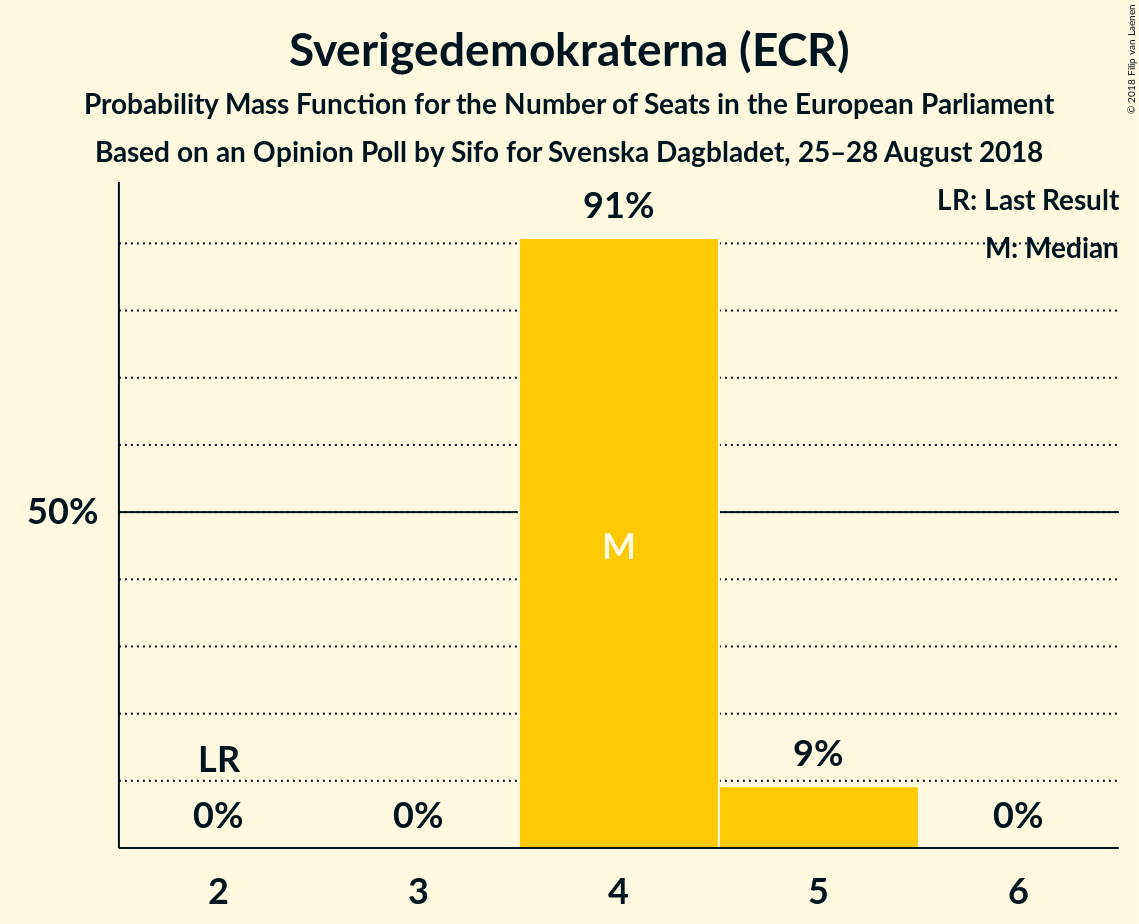 Sverigedemokraterna (ECR)
Probability Mass Function for the Number of Seats in the European Parliament
Based on an Opinion Poll by Sifo for Svenska Dagbladet, 25–28 August 2018
© 2018 Filip van Laenen
LR: Last Result
M: Median
91%
50%
M
LR
9%
0%
0%
0%
2
3
4
5
6